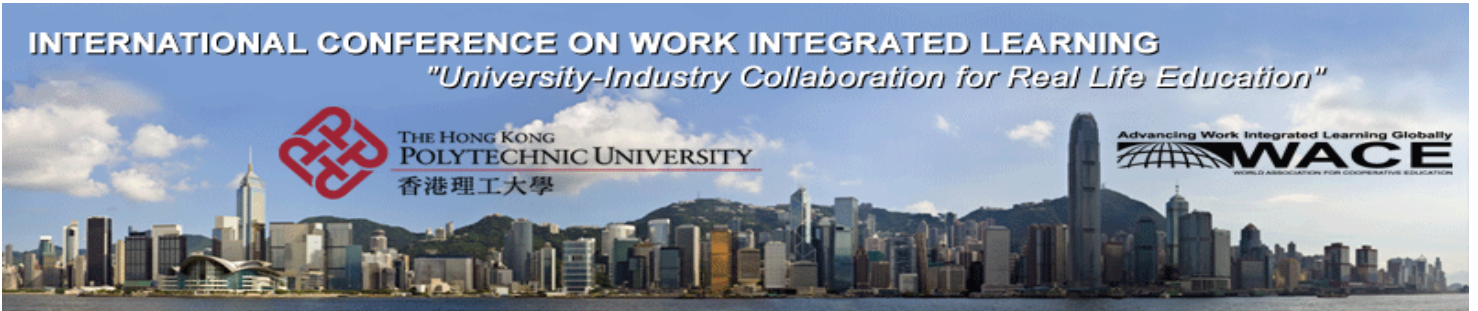 INTERNATIONAL CONFERENCE ON WORK INTEGRATED LEARNING
"University-Industry Collaboration for Real Life Education"
THE HONG KONG
POLYTECHNIC UNIVERSITY
香港理工大學
Advancing Work Integrated Learning Globally
WACE
WORLD ASSOCIATION FOR COOPERATIVE EDUCATION